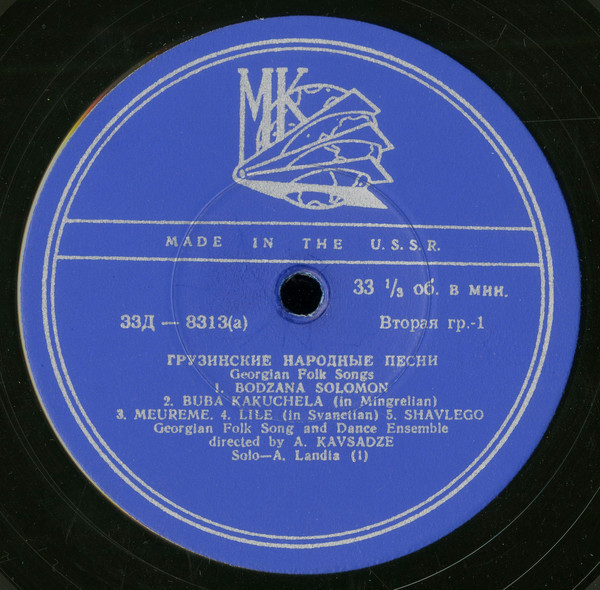 МК
MADE IN THE U.S.S.R.
33 ⅓ об. в мин.
33Д — 8313(а)
Вторая гр.-1
ГРУЗИНСКИЕ НАРОДНЫЕ ПЕСНИ
Georgian Folk Songs
1. BODZANA SOLOMON
2. BUBA KAKUCHELA (in Mingrelian)
3. MEUREME. 4. LILE (in Svanetian) 5. SHAVLEGO
Georgian Folk Song and Dance Ensemble
directed by A. KAVSADZE
Solo—A. Landia (1)